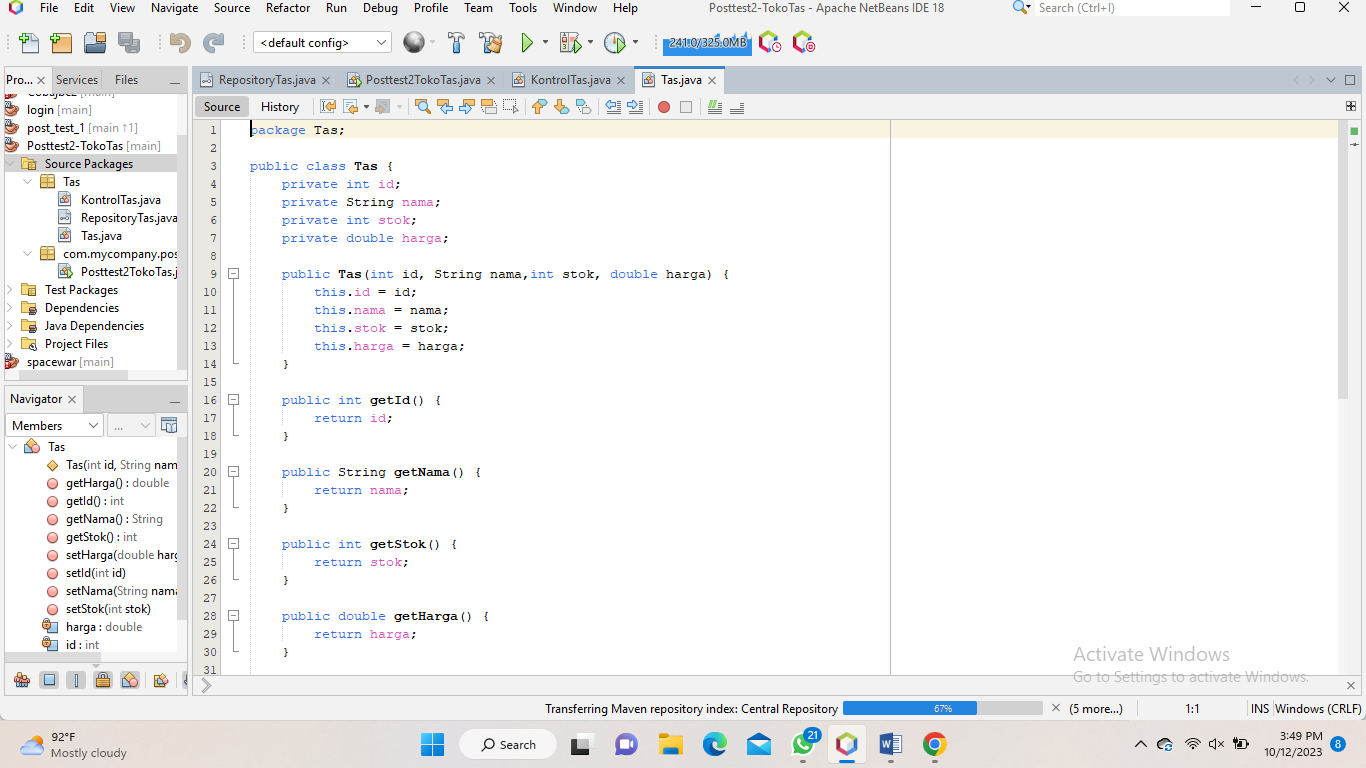 File Edit View Navigate Source Refactor Run Debug Profile Team Tools Window Help Posttest2-TokoTas - Apache NetBeans IDE 18 Search (Ctrl+I)
<default config> 241.0/325.0MB
Pro... Services Files
RepositoryTas.java Posttest2TokoTas.java KontrolTas.java Tas.java
Source History
login [main]
post_test_1 [main ↑1]
Posttest2-TokoTas [main]
Source Packages
Tas
KontrolTas.java
RepositoryTas.java
Tas.java
com.mycompany.pos
Posttest2TokoTas.j
Test Packages
Dependencies
Java Dependencies
Project Files
spacewar [main]
Navigator
Members ...
Tas
Tas(int id, String nam
getHarga() : double
getId() : int
getNama() : String
getStok() : int
setHarga(double harg
setId(int id)
setNama(String nama
setStok(int stok)
harga : double
id : int
1 package Tas;
2
3 public class Tas {
4 private int id;
5 private String nama;
6 private int stok;
7 private double harga;
8
9 public Tas(int id, String nama,int stok, double harga) {
10 this.id = id;
11 this.nama = nama;
12 this.stok = stok;
13 this.harga = harga;
14 }
15
16 public int getId() {
17 return id;
18 }
19
20 public String getNama() {
21 return nama;
22 }
23
24 public int getStok() {
25 return stok;
26 }
27
28 public double getHarga() {
29 return harga;
30 }
31
Activate Windows
Go to Settings to activate Windows.
Transferring Maven repository index: Central Repository 67% (5 more...) 1:1 INS Windows (CRLF)
92°F
Mostly cloudy
Search
21
3:49 PM
10/12/2023
8